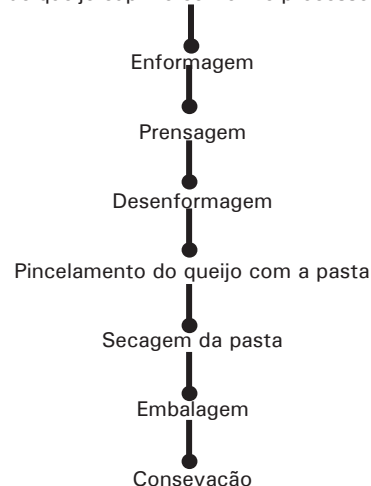 Enformagem
Prensagem
Desenformagem
Pincelamento do queijo com a pasta
Secagem da pasta
Embalagem
Consevação